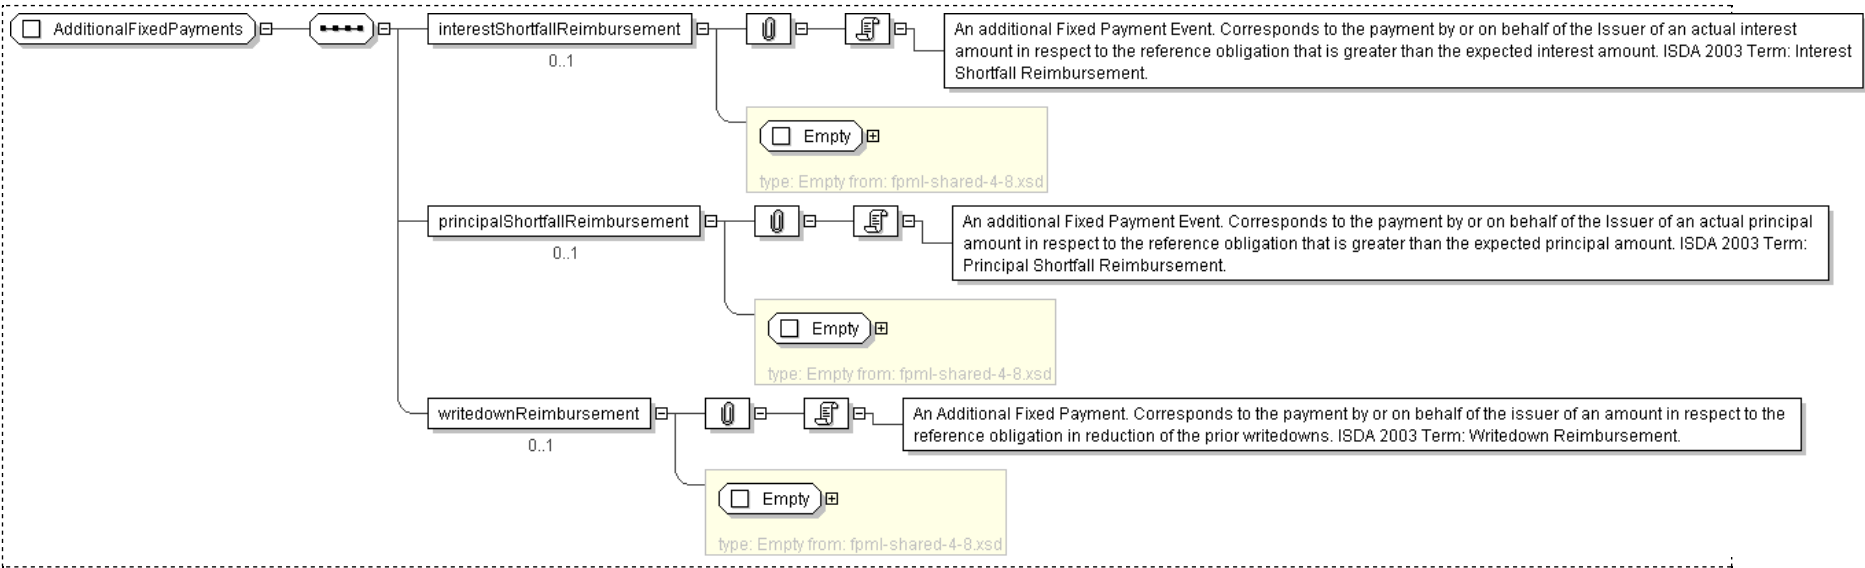 AdditionalFixedPayments
interestShortfallReimbursement
0..1
An additional Fixed Payment Event. Corresponds to the payment by or on behalf of the Issuer of an actual interest
amount in respect to the reference obligation that is greater than the expected interest amount. ISDA 2003 Term: Interest
Shortfall Reimbursement.
Empty
type: Empty from: fpml-shared-4-8.xsd
principalShortfallReimbursement
0..1
An additional Fixed Payment Event. Corresponds to the payment by or on behalf of the Issuer of an actual principal
amount in respect to the reference obligation that is greater than the expected principal amount. ISDA 2003 Term:
Principal Shortfall Reimbursement.
Empty
type: Empty from: fpml-shared-4-8.xsd
writedownReimbursement
0..1
An Additional Fixed Payment. Corresponds to the payment by or on behalf of the issuer of an amount in respect to the
reference obligation in reduction of the prior writedowns. ISDA 2003 Term: Writedown Reimbursement.
Empty
type: Empty from: fpml-shared-4-8.xsd